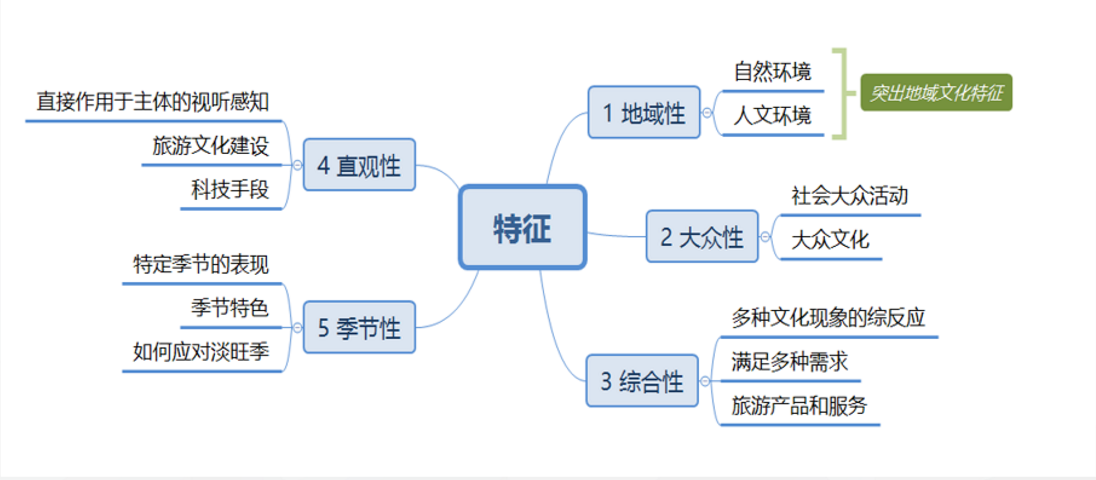 特征
1 地域性
自然环境
人文环境
突出地域文化特征
2 大众性
社会大众活动
大众文化
3 综合性
多种文化现象的综反应
满足多种需求
旅游产品和服务
4 直观性
直接作用于主体的视听感知
旅游文化建设
科技手段
5 季节性
特定季节的表现
季节特色
如何应对淡旺季